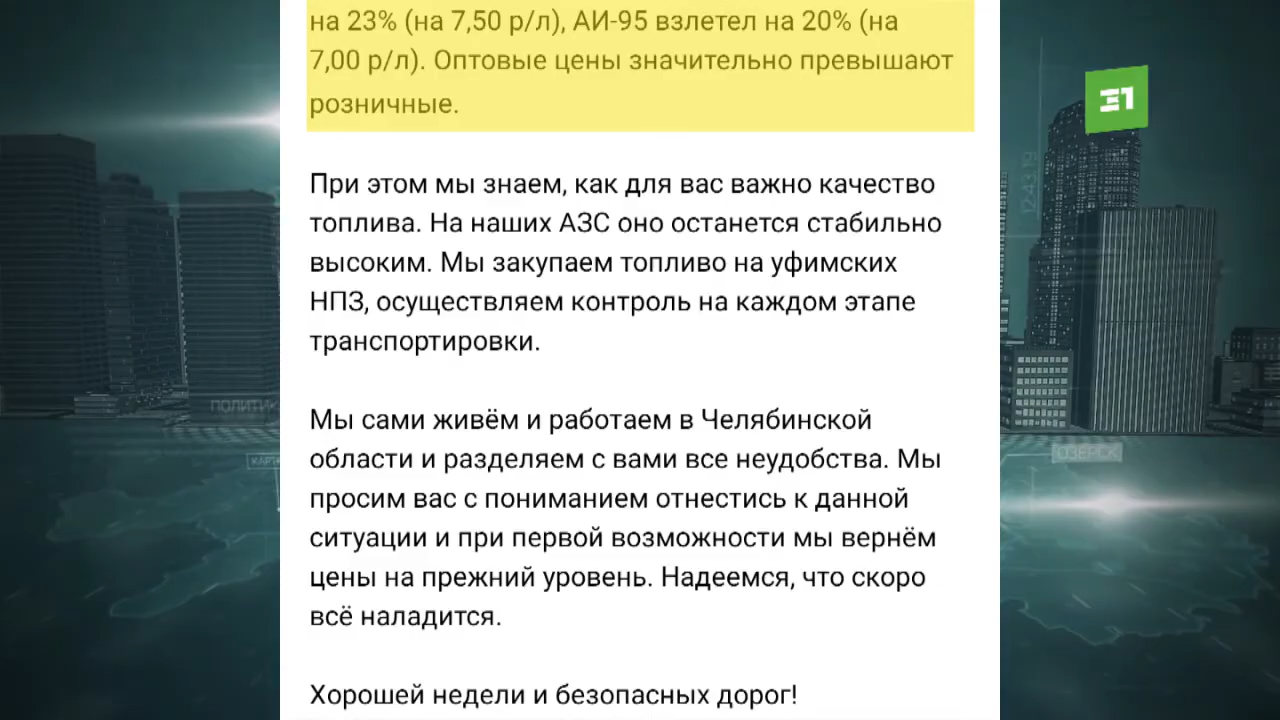 на 23% (на 7,50 р/л), АИ-95 взлетел на 20% (на
7,00 р/л). Оптовые цены значительно превышают
розничные.
При этом мы знаем, как для вас важно качество
топлива. На наших АЗС оно останется стабильно
высоким. Мы закупаем топливо на уфимских
НПЗ, осуществляем контроль на каждом этапе
транспортировки.
Мы сами живём и работаем в Челябинской
области и разделяем с вами все неудобства. Мы
просим вас с пониманием отнестись к данной
ситуации и при первой возможности мы вернём
цены на прежний уровень. Надеемся, что скоро
всё наладится.
Хорошей недели и безопасных дорог!
31
ОЗЕРСК